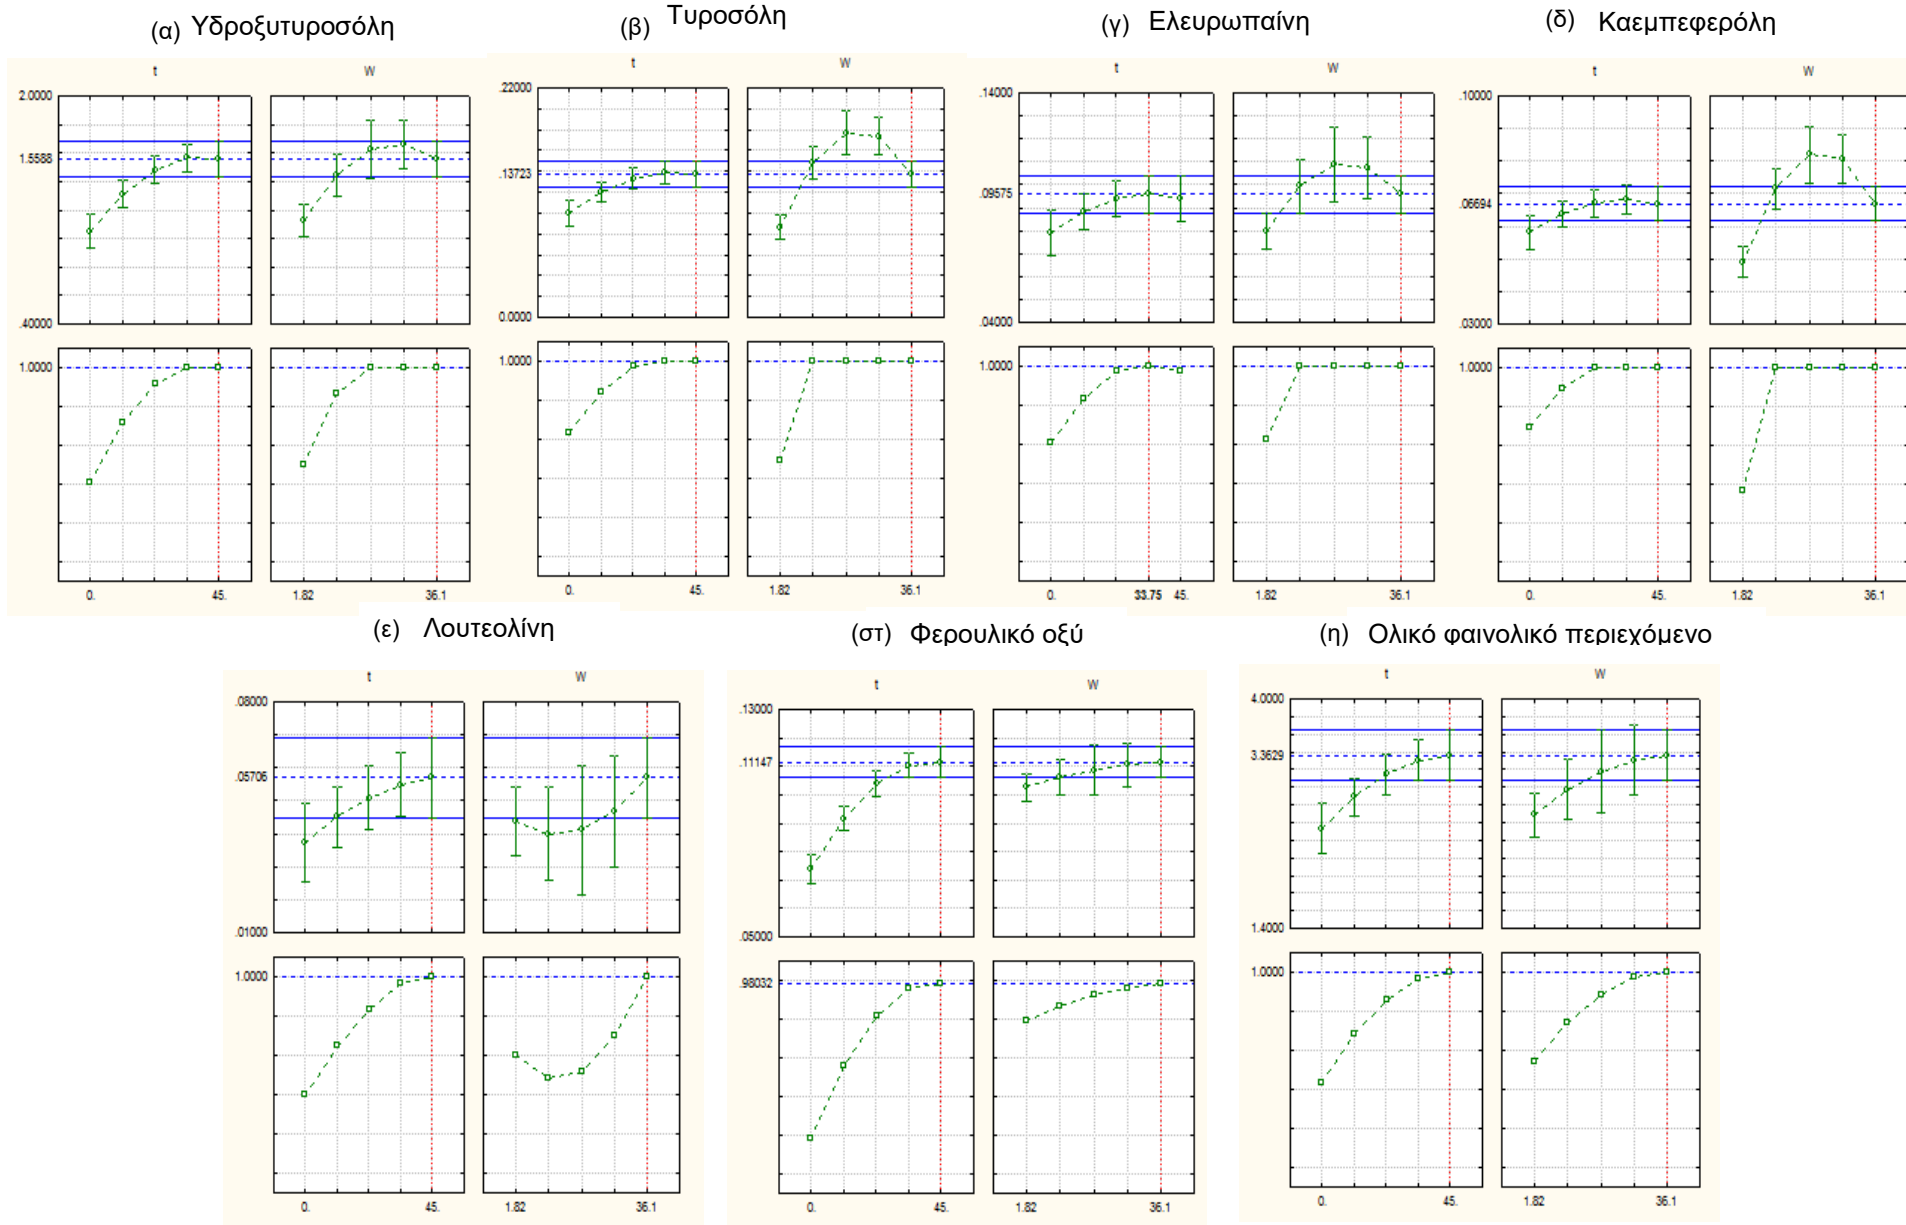 (α) Υδροξυτυροσόλη
(β) Τυροσόλη
(γ) Ελευρωπαίνη
(δ) Καεμπεφερόλη
t W
2.0000
1.5588
.40000
1.0000
0. 45. 1.82 36.1
t W
.22000
.13723
0.0000
1.0000
0. 45. 1.82 36.1
t W
.14000
.09575
.04000
1.0000
0. 33.75 45. 1.82 36.1
t W
.10000
.06694
.03000
1.0000
0. 45. 1.82 36.1
(ε) Λουτεολίνη
(στ) Φερουλικό οξύ
(η) Ολικό φαινολικό περιεχόμενο
t W
.08000
.05706
.01000
1.0000
0. 45. 1.82 36.1
t W
.13000
.11147
.05000
.98032
0. 45. 1.82 36.1
t W
4.0000
3.3629
1.4000
1.0000
0. 45. 1.82 36.1